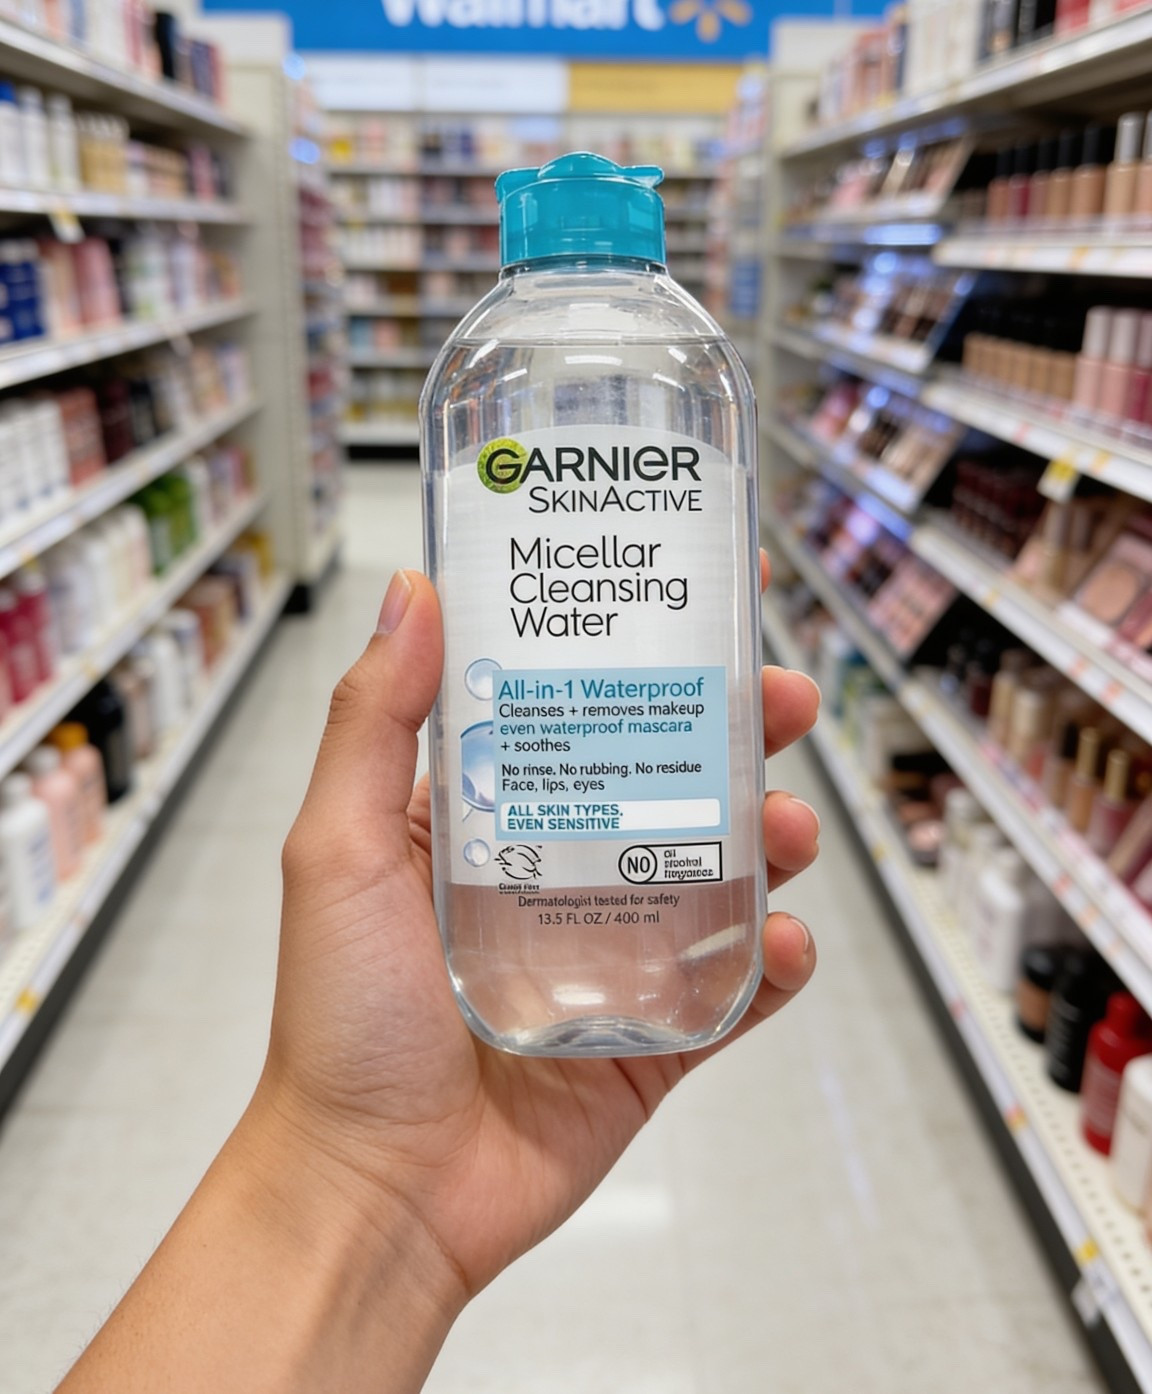 Walmart
GARNIER
SKINACTIVE
Micellar
Cleansing
Water
All-in-1 Waterproof
Cleanses + removes makeup
even waterproof mascara
+ soothes
No rinse. No rubbing. No residue
Face, lips, eyes
ALL SKIN TYPES,
EVEN SENSITIVE
NO
Oil
Dermatologist tested for safety
13.5 FL OZ / 400 ml